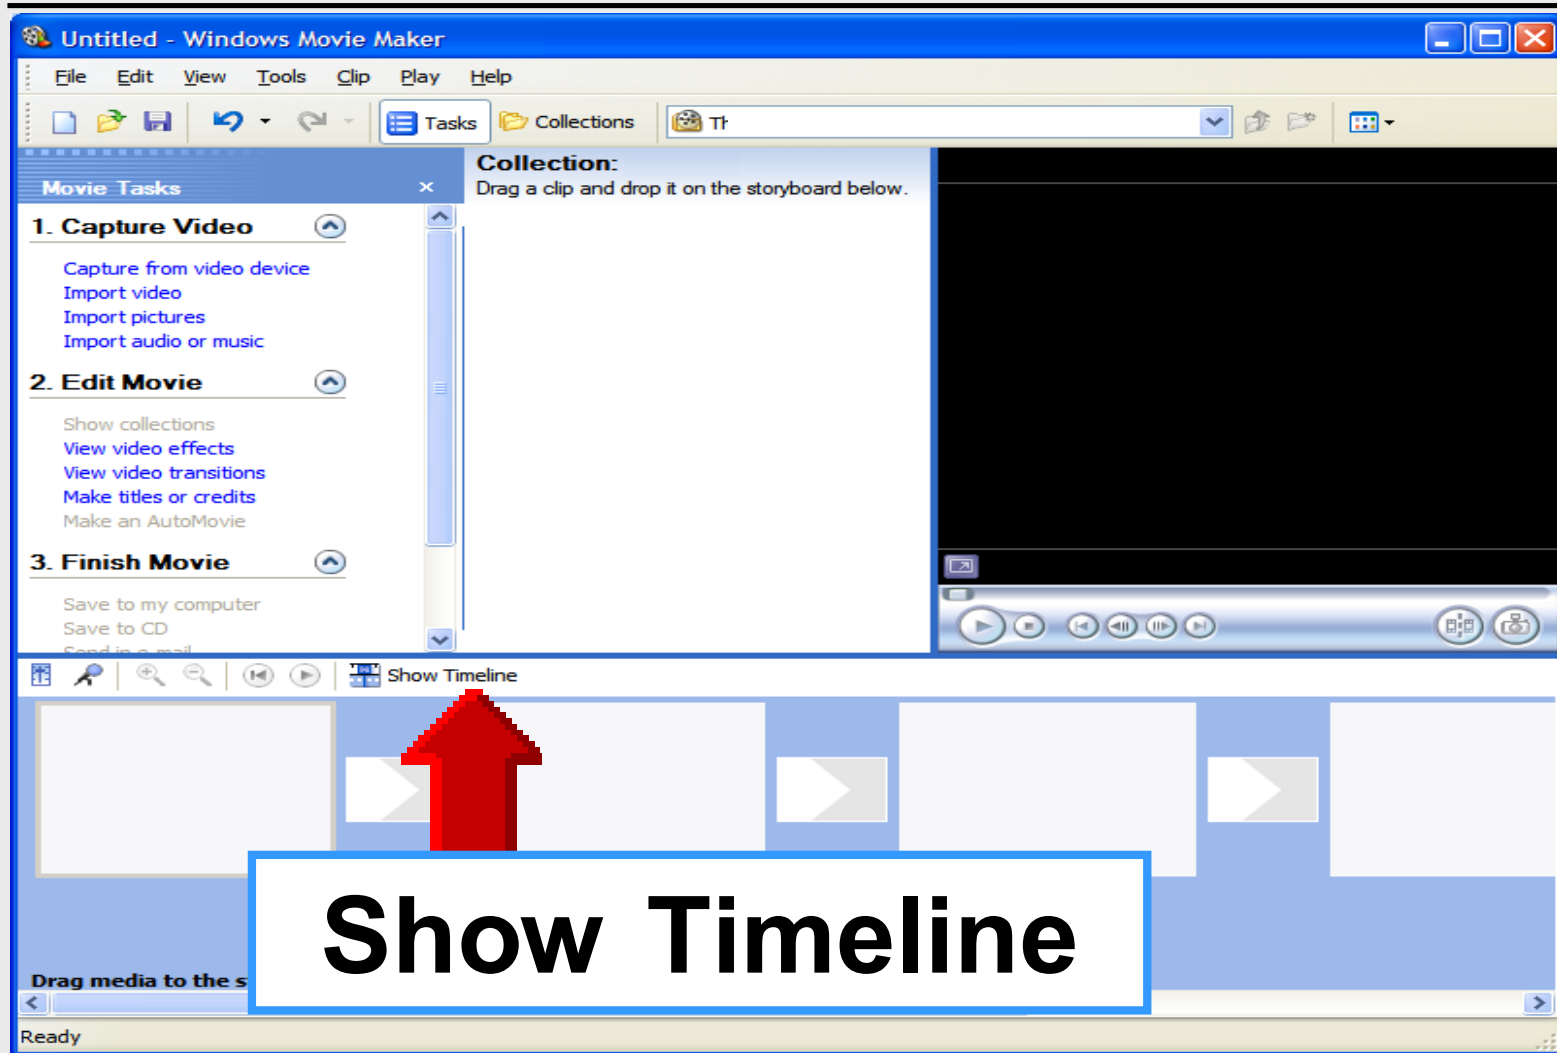 Untitled - Windows Movie Maker
File Edit View Tools Clip Play Help
Tasks Collections
Movie Tasks
Collection:
Drag a clip and drop it on the storyboard below.
1. Capture Video
Capture from video device
Import video
Import pictures
Import audio or music
2. Edit Movie
Show collections
View video effects
View video transitions
Make titles or credits
Make an AutoMovie
3. Finish Movie
Save to my computer
Save to CD
Send in e-mail
Show Timeline
Show Timeline
Drag media to the
Ready